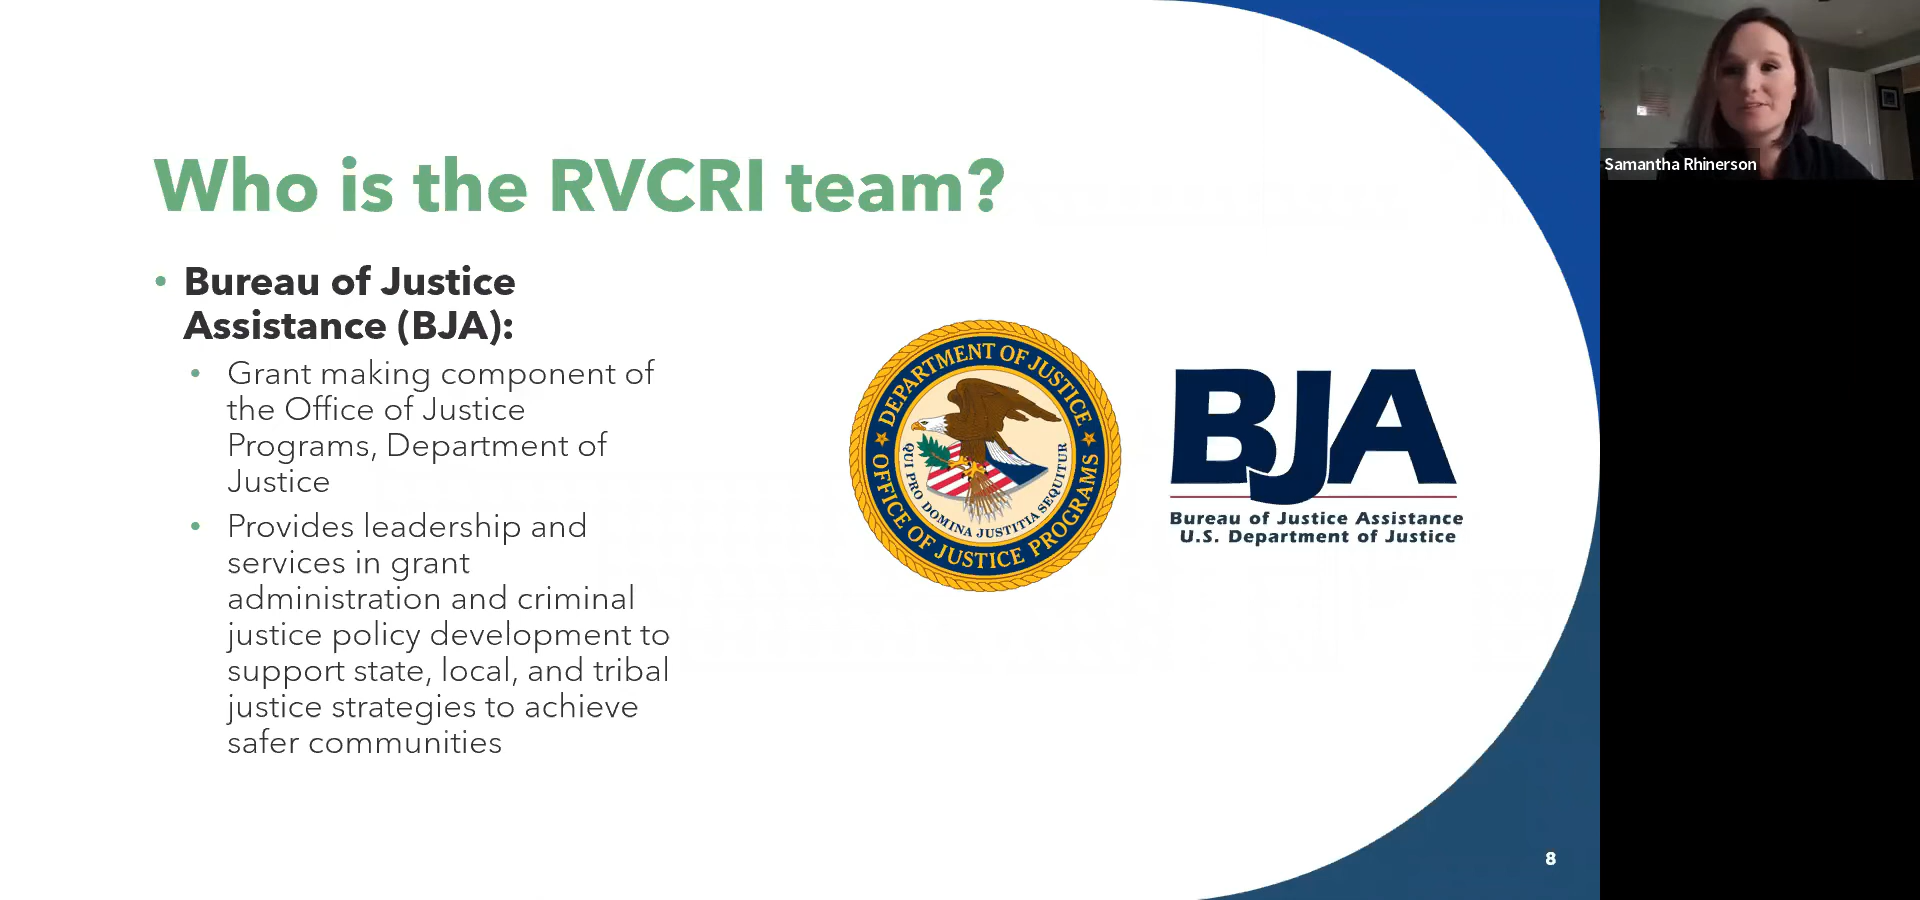 Who is the RVCRI team?
• Bureau of Justice
Assistance (BJA):
• Grant making component of
the Office of Justice
Programs, Department of
Justice
• Provides leadership and
services in grant
administration and criminal
justice policy development to
support state, local, and tribal
justice strategies to achieve
safer communities
DEPARTMENT OF JUSTICE
OFFICE OF JUSTICE PROGRAMS
QUI PRO DOMINA JUSTITIA SEQUITUR
BJA
Bureau of Justice Assistance
U.S. Department of Justice
8
Samantha Rhinerson